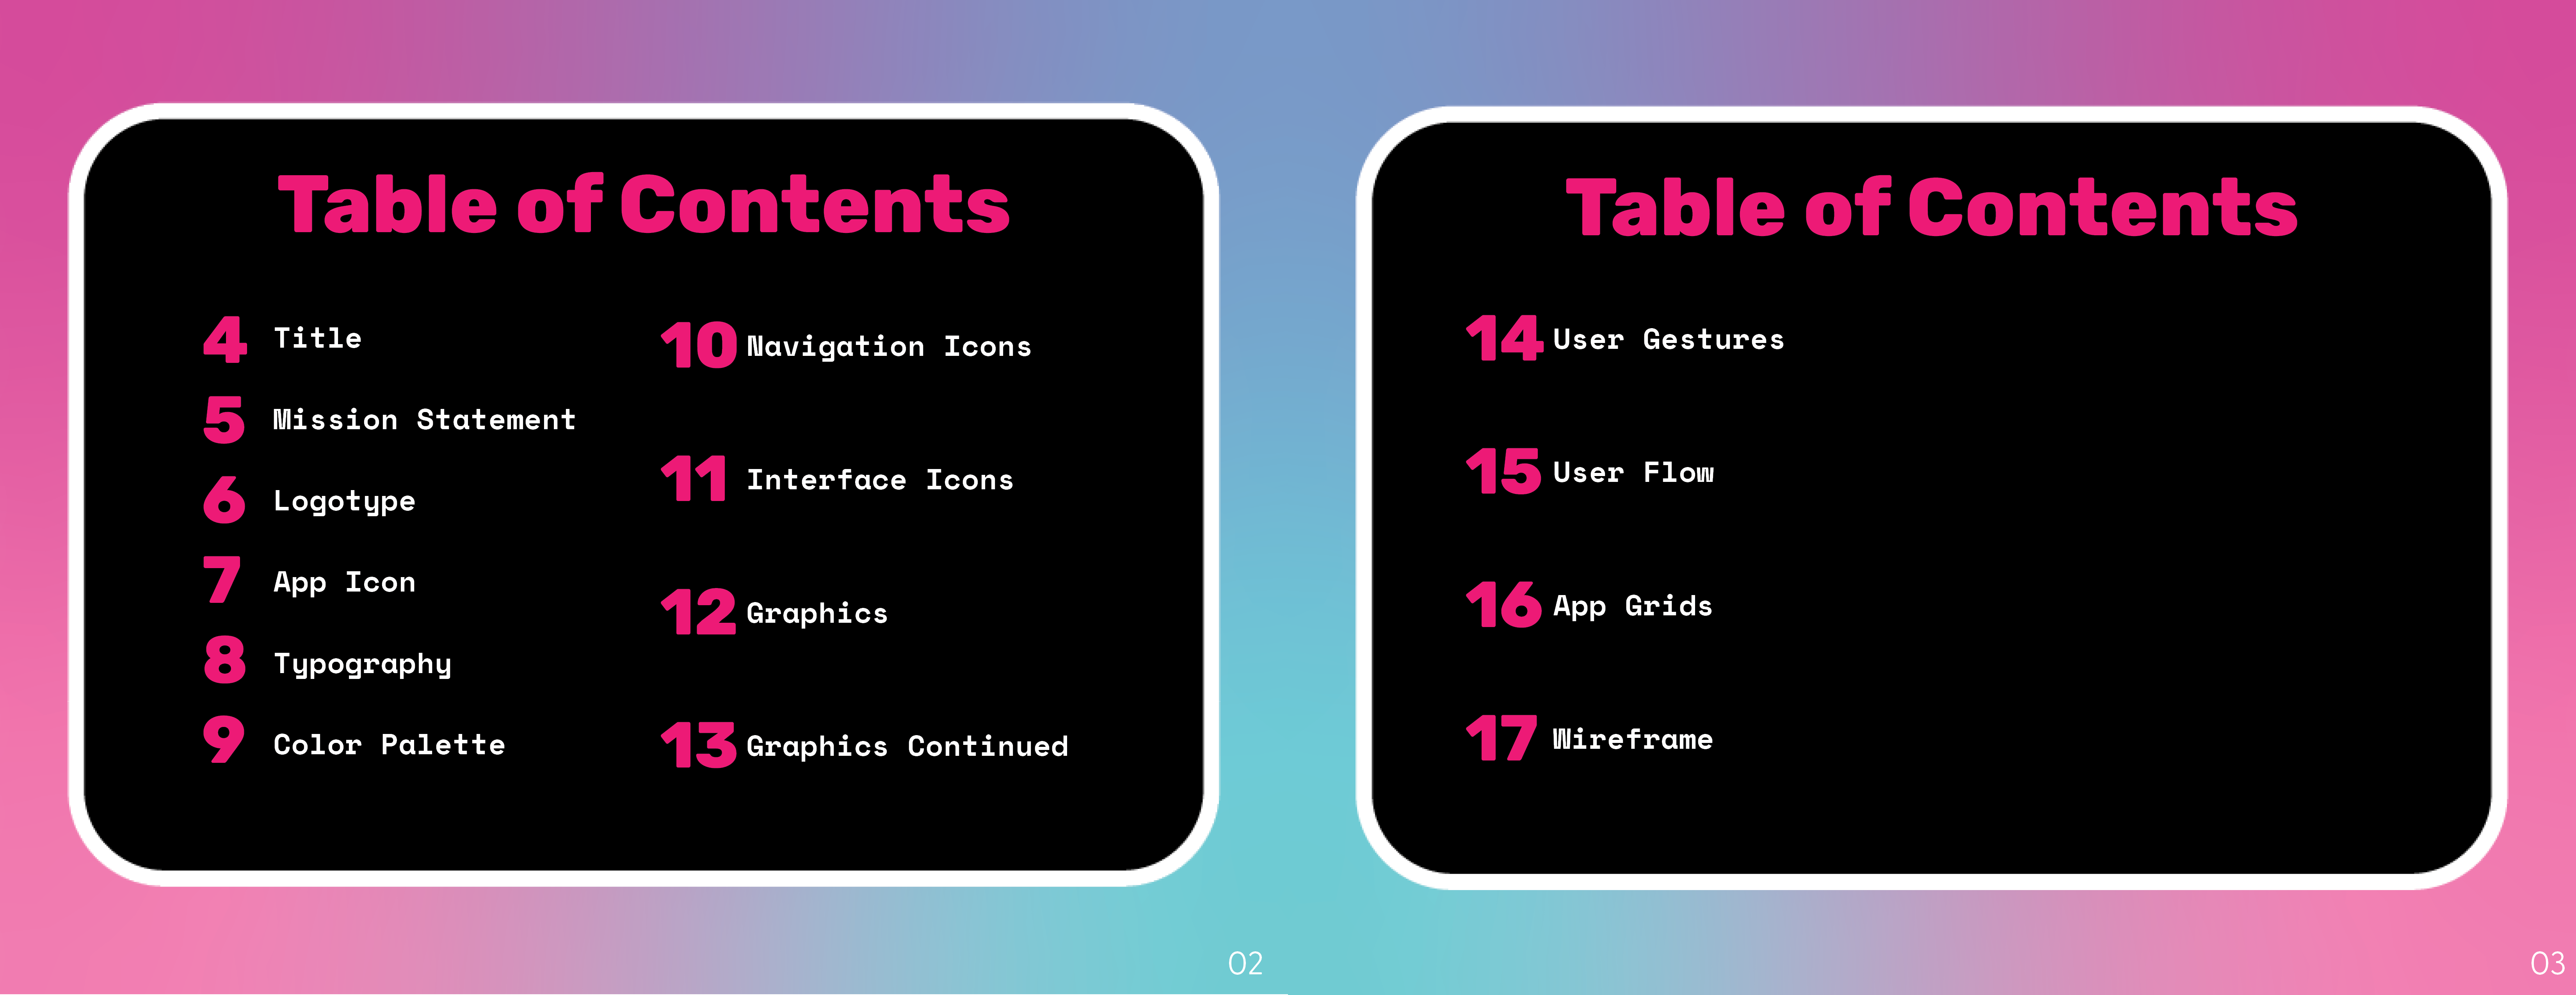 Table of Contents
4 Title
5 Mission Statement
6 Logotype
7 App Icon
8 Typography
9 Color Palette
10 Navigation Icons
11 Interface Icons
12 Graphics
13 Graphics Continued
02
Table of Contents
14 User Gestures
15 User Flow
16 App Grids
17 Wireframe
03